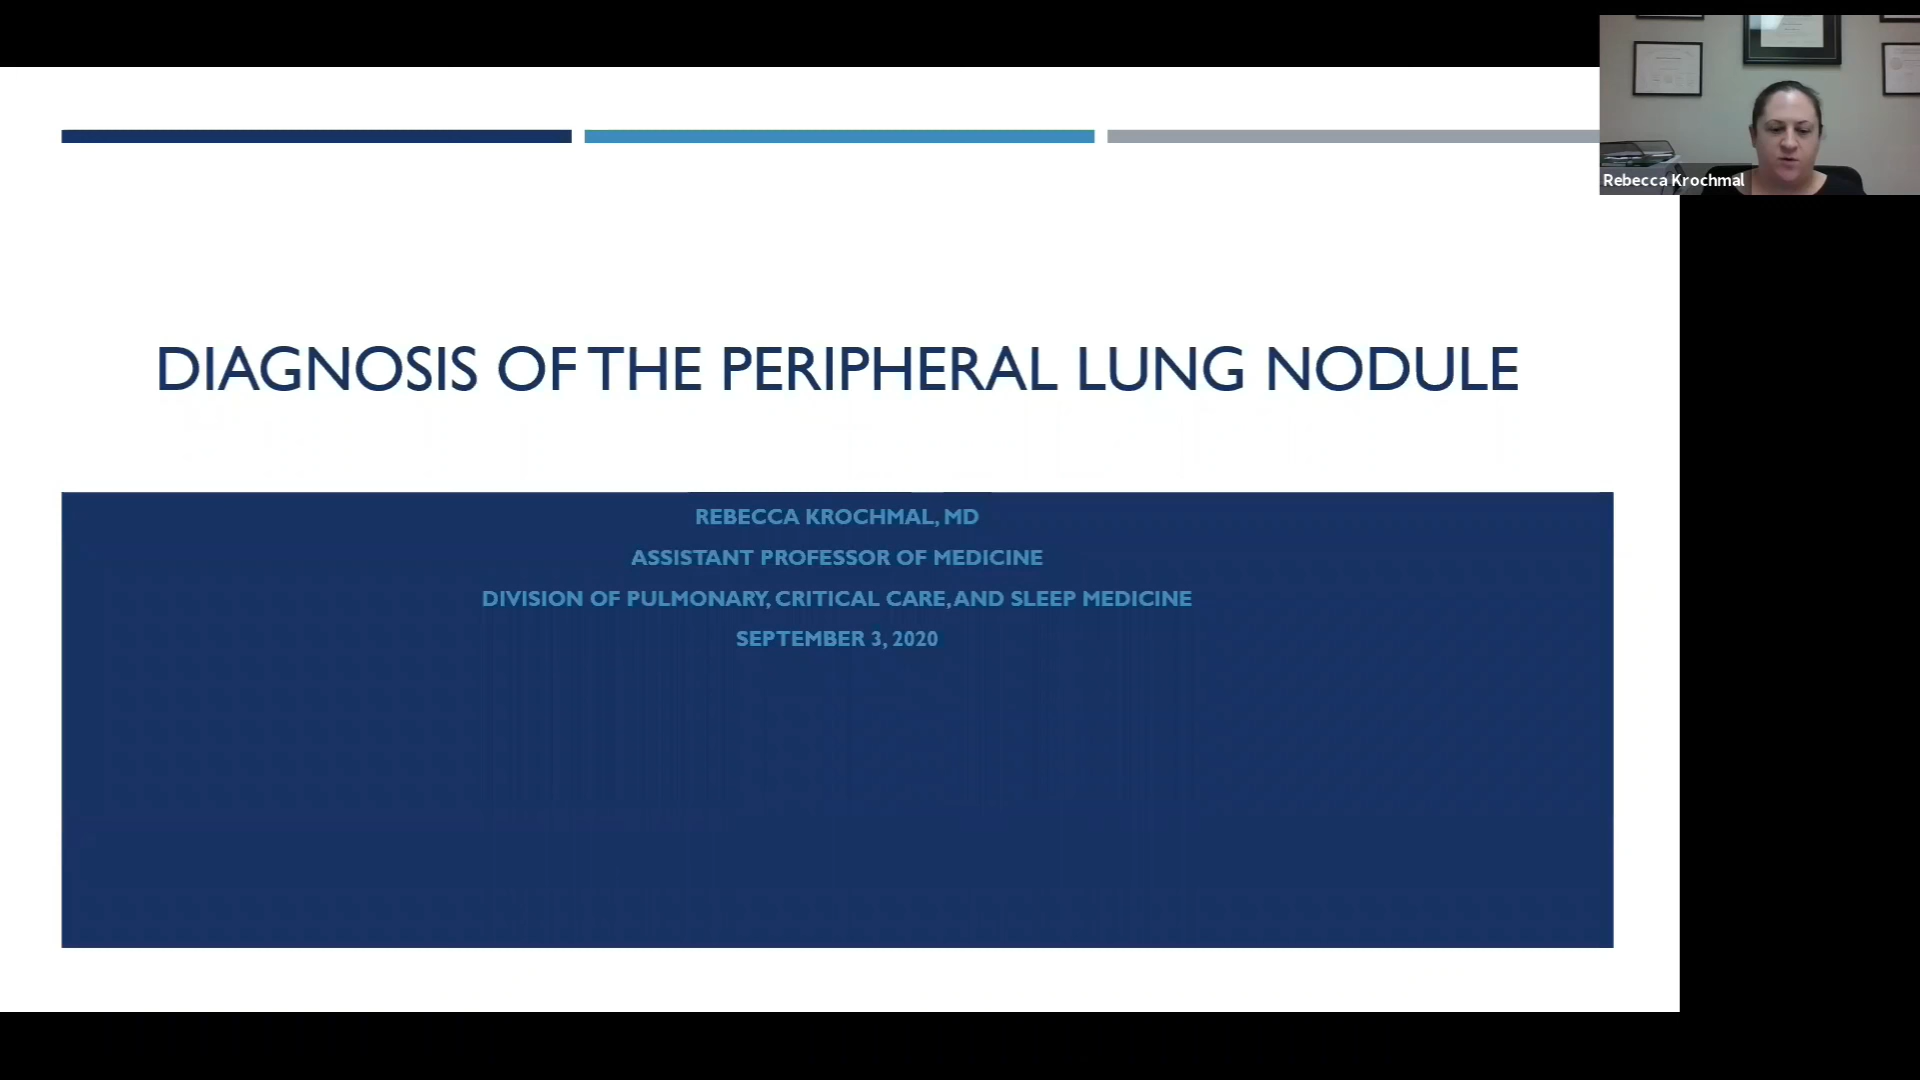 Rebecca Krochmal
DIAGNOSIS OF THE PERIPHERAL LUNG NODULE
REBECCA KROCHMAL, MD
ASSISTANT PROFESSOR OF MEDICINE
DIVISION OF PULMONARY, CRITICAL CARE, AND SLEEP MEDICINE
SEPTEMBER 3, 2020